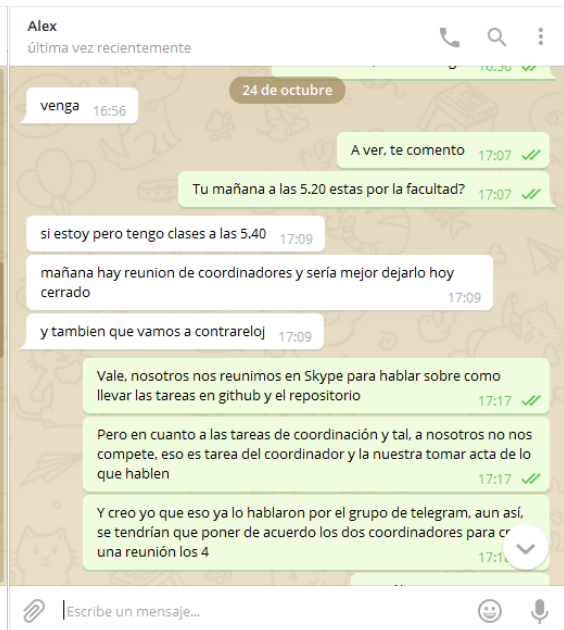 Alex
última vez recientemente
24 de octubre
venga 16:56
A ver, te comento 17:07
Tu mañana a las 5.20 estas por la facultad? 17:07
si estoy pero tengo clases a las 5.40 17:09
mañana hay reunion de coordinadores y sería mejor dejarlo hoy
cerrado 17:09
y tambien que vamos a contrareloj 17:09
Vale, nosotros nos reunimos en Skype para hablar sobre como
llevar las tareas en github y el repositorio 17:17
Pero en cuanto a las tareas de coordinación y tal, a nosotros no nos
compete, eso es tarea del coordinador y la nuestra tomar acta de lo
que hablen 17:17
Y creo yo que eso ya lo hablaron por el grupo de telegram, aun así,
se tendrían que poner de acuerdo los dos coordinadores para
una reunión los 4
Escribe un mensaje...